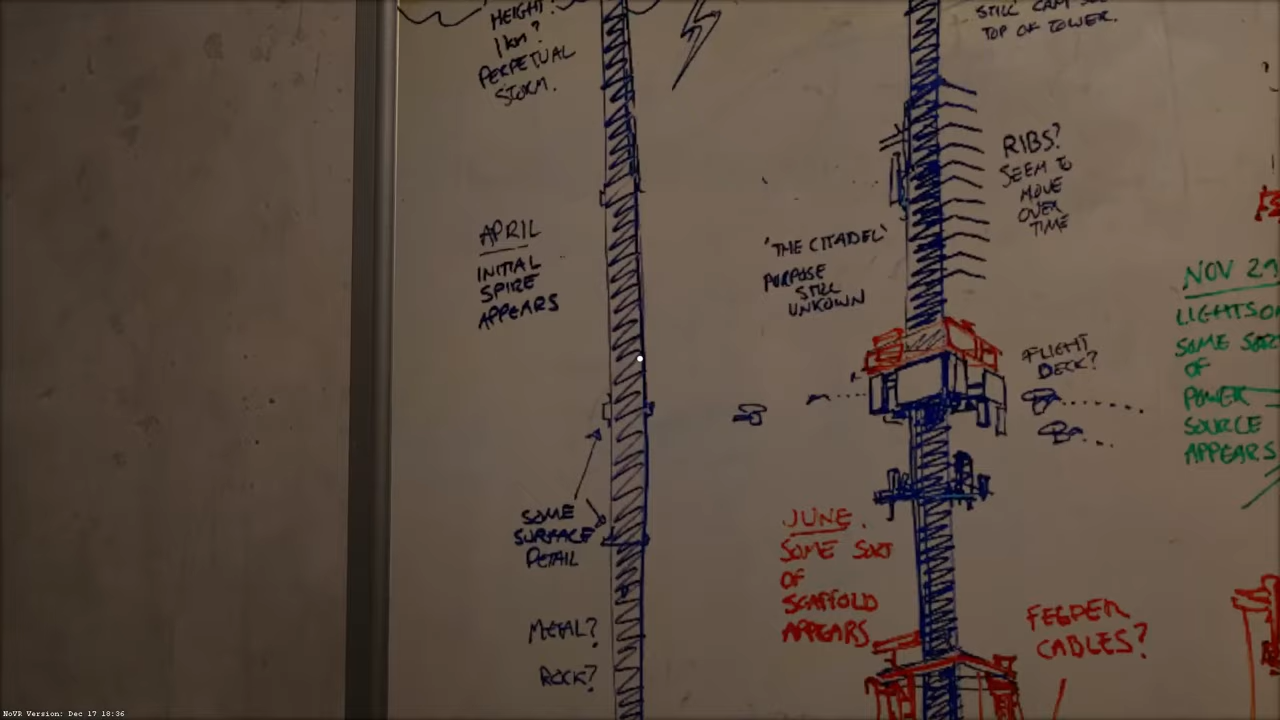 HEIGHT?
1km?
PERPETUAL
STORM.
STILL CAN'T SEE
TOP OF TOWER.
RIBS?
SEEM TO
MOVE
OVER
TIME
APRIL
INITIAL
SPIRE
APPEARS
'THE CITADEL'
PURPOSE
STILL
UNKOWN
FLIGHT
DECK?
NOV 29
LIGHTS ON
SOME SORT
OF
POWER
SOURCE
APPEARS
SOME
SURFACE
DETAIL
JUNE.
SOME SORT
OF
SCAFFOLD
APPEARS
METAL?
ROCK?
FEEDER
CABLES?
NoVR Version: Dec 17 18:36